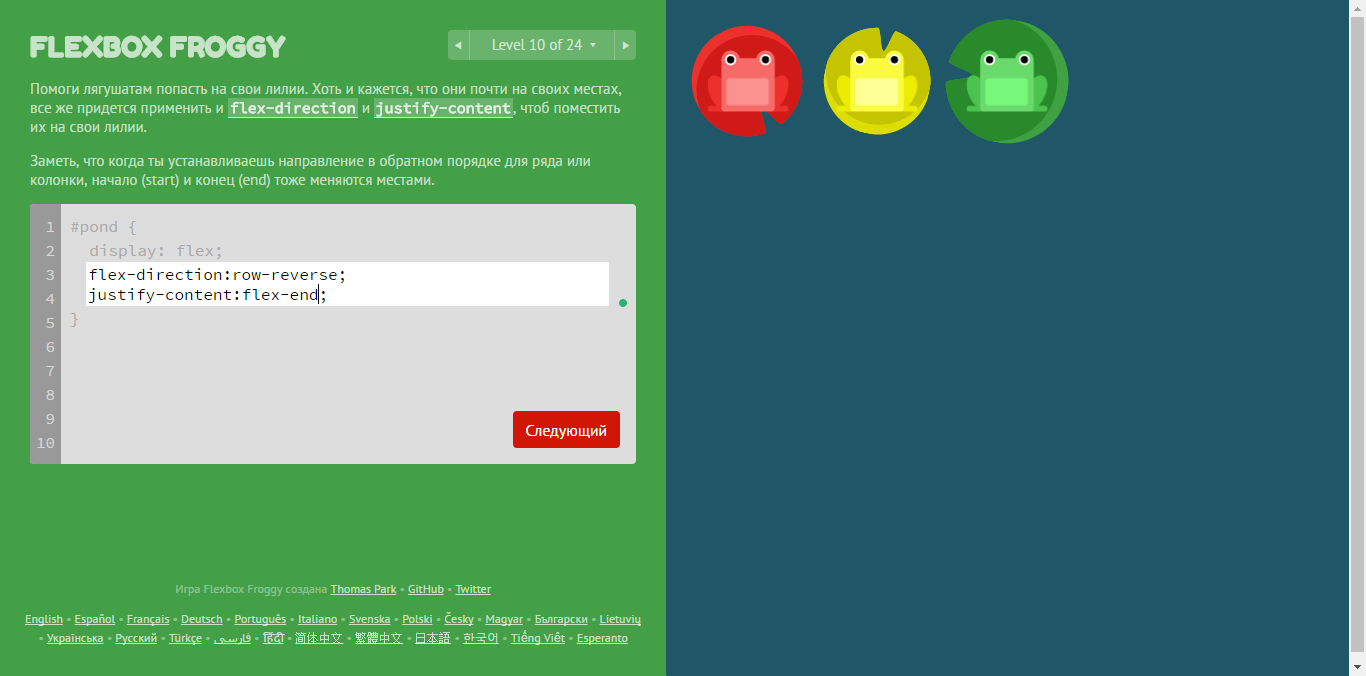 FLEXBOX FROGGY
◀ Level 10 of 24 ▾ ▶
Помоги лягушатам попасть на свои лилии. Хоть и кажется, что они почти на своих местах,
все же придется применить и flex-direction и justify-content, чтоб поместить
их на свои лилии.
Заметь, что когда ты устанавливаешь направление в обратном порядке для ряда или
колонки, начало (start) и конец (end) тоже меняются местами.
1 #pond {
2 display: flex;
3 flex-direction:row-reverse;
4 justify-content:flex-end;
5 }
6
7
8
9
10
Следующий
Игра Flexbox Froggy создана Thomas Park • GitHub • Twitter
English • Español • Français • Deutsch • Português • Italiano • Svenska • Polski • Česky • Magyar • Български • Lietuvių
• Українська • Русский • Türkçe • فارسی • हिंदी • 简体中文 • 繁體中文 • 日本語 • 한국어 • Tiếng Việt • Esperanto